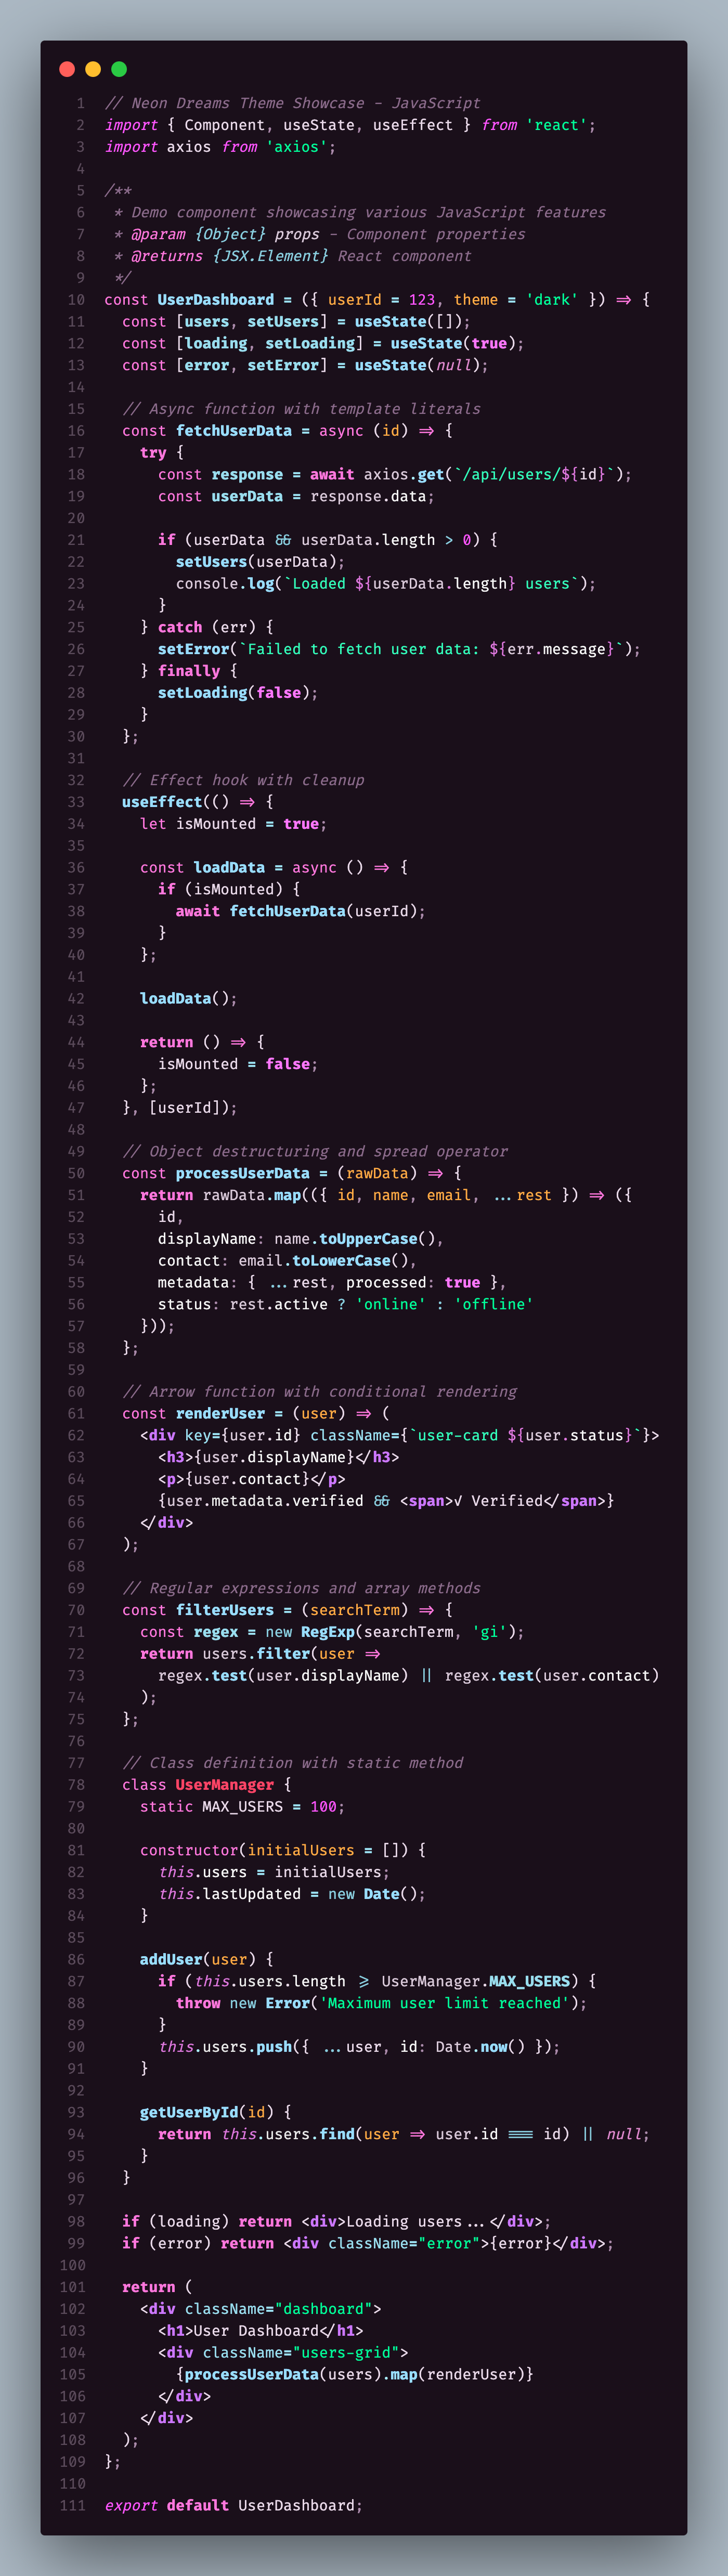 1 // Neon Dreams Theme Showcase - JavaScript
2 import { Component, useState, useEffect } from 'react';
3 import axios from 'axios';
4
5 /**
6  * Demo component showcasing various JavaScript features
7  * @param {Object} props - Component properties
8  * @returns {JSX.Element} React component
9  */
10 const UserDashboard = ({ userId = 123, theme = 'dark' }) => {
11   const [users, setUsers] = useState([]);
12   const [loading, setLoading] = useState(true);
13   const [error, setError] = useState(null);
14
15   // Async function with template literals
16   const fetchUserData = async (id) => {
17     try {
18       const response = await axios.get(`/api/users/${id}`);
19       const userData = response.data;
20
21       if (userData && userData.length > 0) {
22         setUsers(userData);
23         console.log(`Loaded ${userData.length} users`);
24       }
25     } catch (err) {
26       setError(`Failed to fetch user data: ${err.message}`);
27     } finally {
28       setLoading(false);
29     }
30   };
31
32   // Effect hook with cleanup
33   useEffect(() => {
34     let isMounted = true;
35
36     const loadData = async () => {
37       if (isMounted) {
38         await fetchUserData(userId);
39       }
40     };
41
42     loadData();
43
44     return () => {
45       isMounted = false;
46     };
47   }, [userId]);
48
49   // Object destructuring and spread operator
50   const processUserData = (rawData) => {
51     return rawData.map(({ id, name, email, ...rest }) => ({
52       id,
53       displayName: name.toUpperCase(),
54       contact: email.toLowerCase(),
55       metadata: { ...rest, processed: true },
56       status: rest.active ? 'online' : 'offline'
57     }));
58   };
59
60   // Arrow function with conditional rendering
61   const renderUser = (user) => (
62     <div key={user.id} className={`user-card ${user.status}`}>
63       <h3>{user.displayName}</h3>
64       <p>{user.contact}</p>
65       {user.metadata.verified && <span>✓ Verified</span>}
66     </div>
67   );
68
69   // Regular expressions and array methods
70   const filterUsers = (searchTerm) => {
71     const regex = new RegExp(searchTerm, 'gi');
72     return users.filter(user =>
73       regex.test(user.displayName) || regex.test(user.contact)
74     );
75   };
76
77   // Class definition with static method
78   class UserManager {
79     static MAX_USERS = 100;
80
81     constructor(initialUsers = []) {
82       this.users = initialUsers;
83       this.lastUpdated = new Date();
84     }
85
86     addUser(user) {
87       if (this.users.length >= UserManager.MAX_USERS) {
88         throw new Error('Maximum user limit reached');
89       }
90       this.users.push({ ...user, id: Date.now() });
91     }
92
93     getUserById(id) {
94       return this.users.find(user => user.id === id) || null;
95     }
96   }
97
98   if (loading) return <div>Loading users...</div>;
99   if (error) return <div className="error">{error}</div>;
100
101   return (
102     <div className="dashboard">
103       <h1>User Dashboard</h1>
104       <div className="users-grid">
105         {processUserData(users).map(renderUser)}
106       </div>
107     </div>
108   );
109 };
110
111 export default UserDashboard;